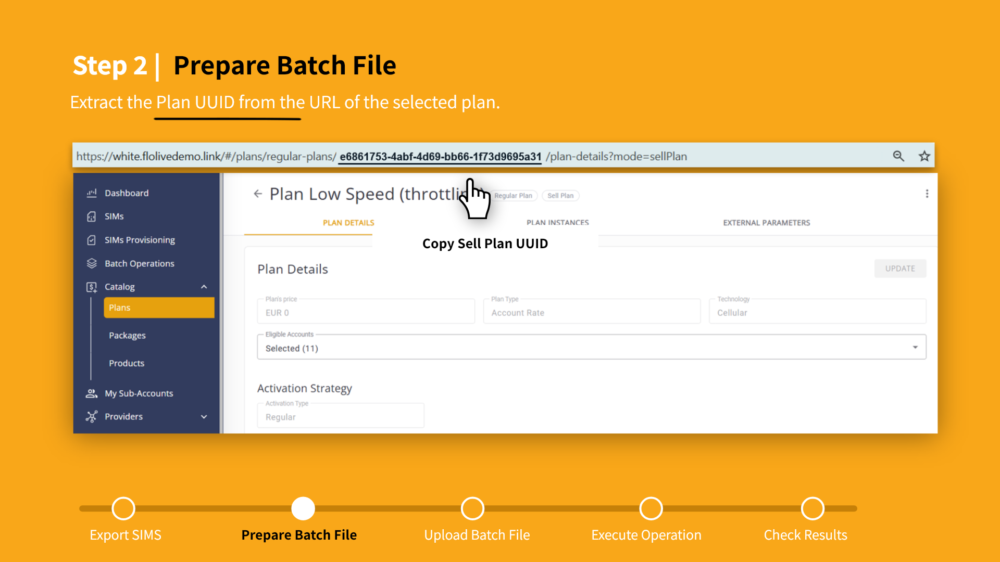 Step 2 | Prepare Batch File
Extract the Plan UUID from the URL of the selected plan.
https://white.flolivedemo.link/#/plans/regular-plans/ e6861753-4abf-4d69-bb66-1f73d9695a31 /plan-details?mode=sellPlan
Dashboard
SIMs
SIMs Provisioning
Batch Operations
Catalog
Plans
Packages
Products
My Sub-Accounts
Providers
Plan Low Speed
Regular Plan
Sell Plan
PLAN DETAILS
PLAN INSTANCES
EXTERNAL PARAMETERS
Copy Sell Plan UUID
Plan Details
UPDATE
Plan's price
EUR 0
Plan Type
Account Rate
Technology
Cellular
Eligible Accounts
Selected (11)
Activation Strategy
Activation Type
Regular
Export SIMS
Prepare Batch File
Upload Batch File
Execute Operation
Check Results